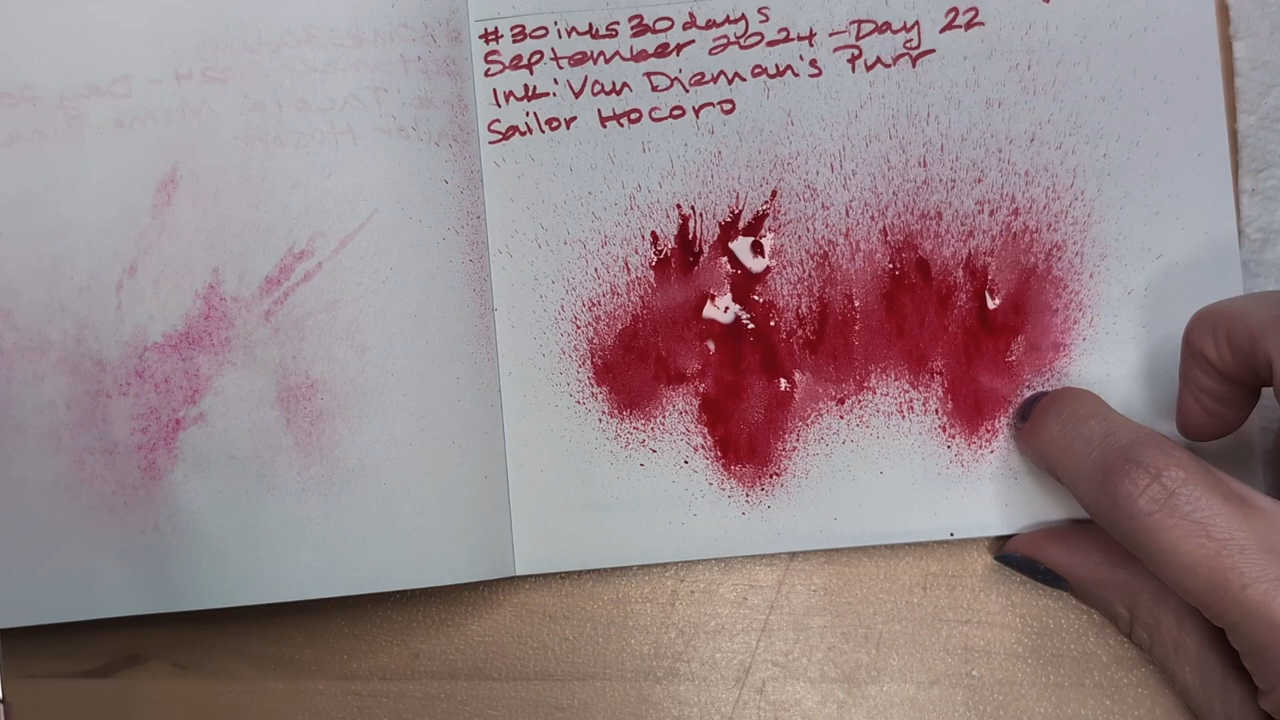 #30inks30days
September 2024 - Day 22
Ink: Van Dieman's Purr
Sailor Hocoro